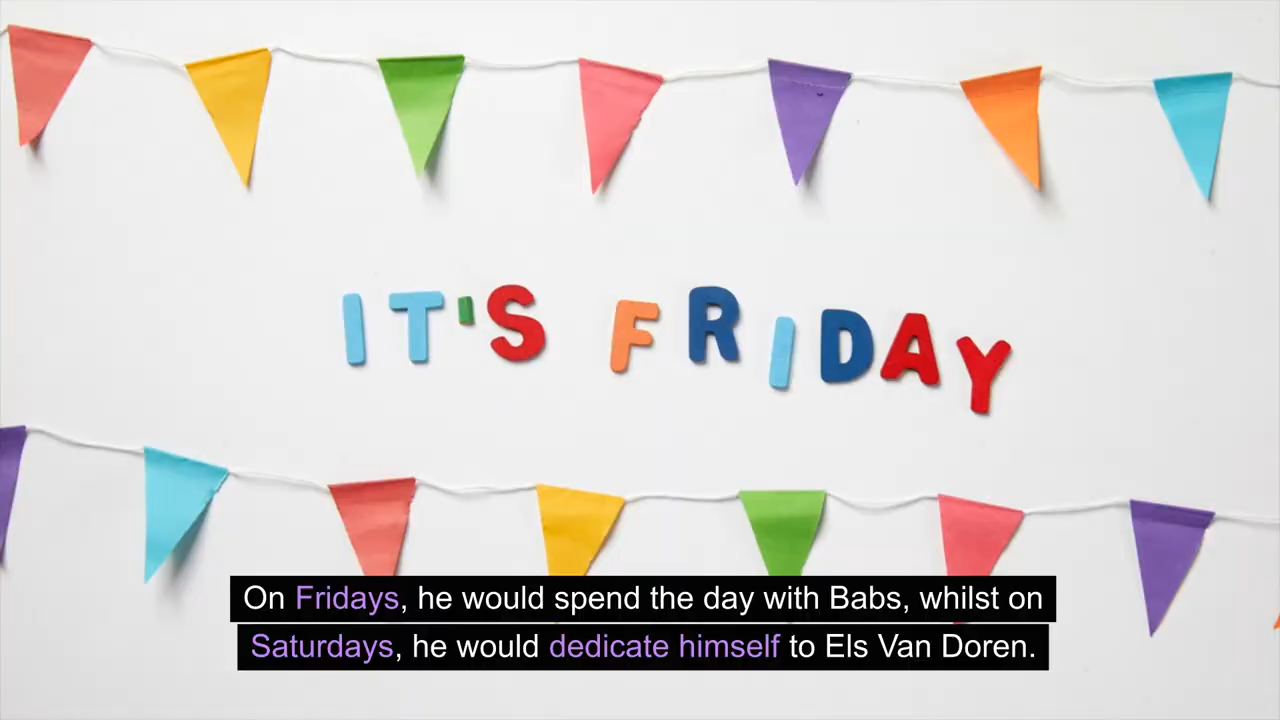 IT'S FRIDAY
On Fridays, he would spend the day with Babs, whilst on
Saturdays, he would dedicate himself to Els Van Doren.